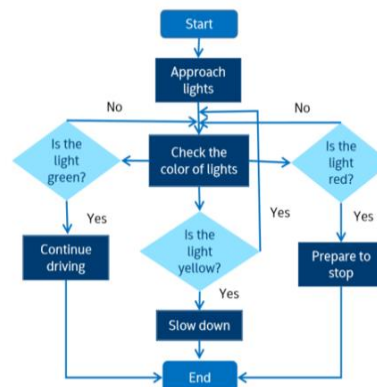 Start
Approach
lights
No
No
Is the
light
green?
Check the
color of lights
Is the
light
red?
Yes
Yes
Yes
Continue
driving
Is the
light
yellow?
Prepare to
stop
Yes
Slow down
End